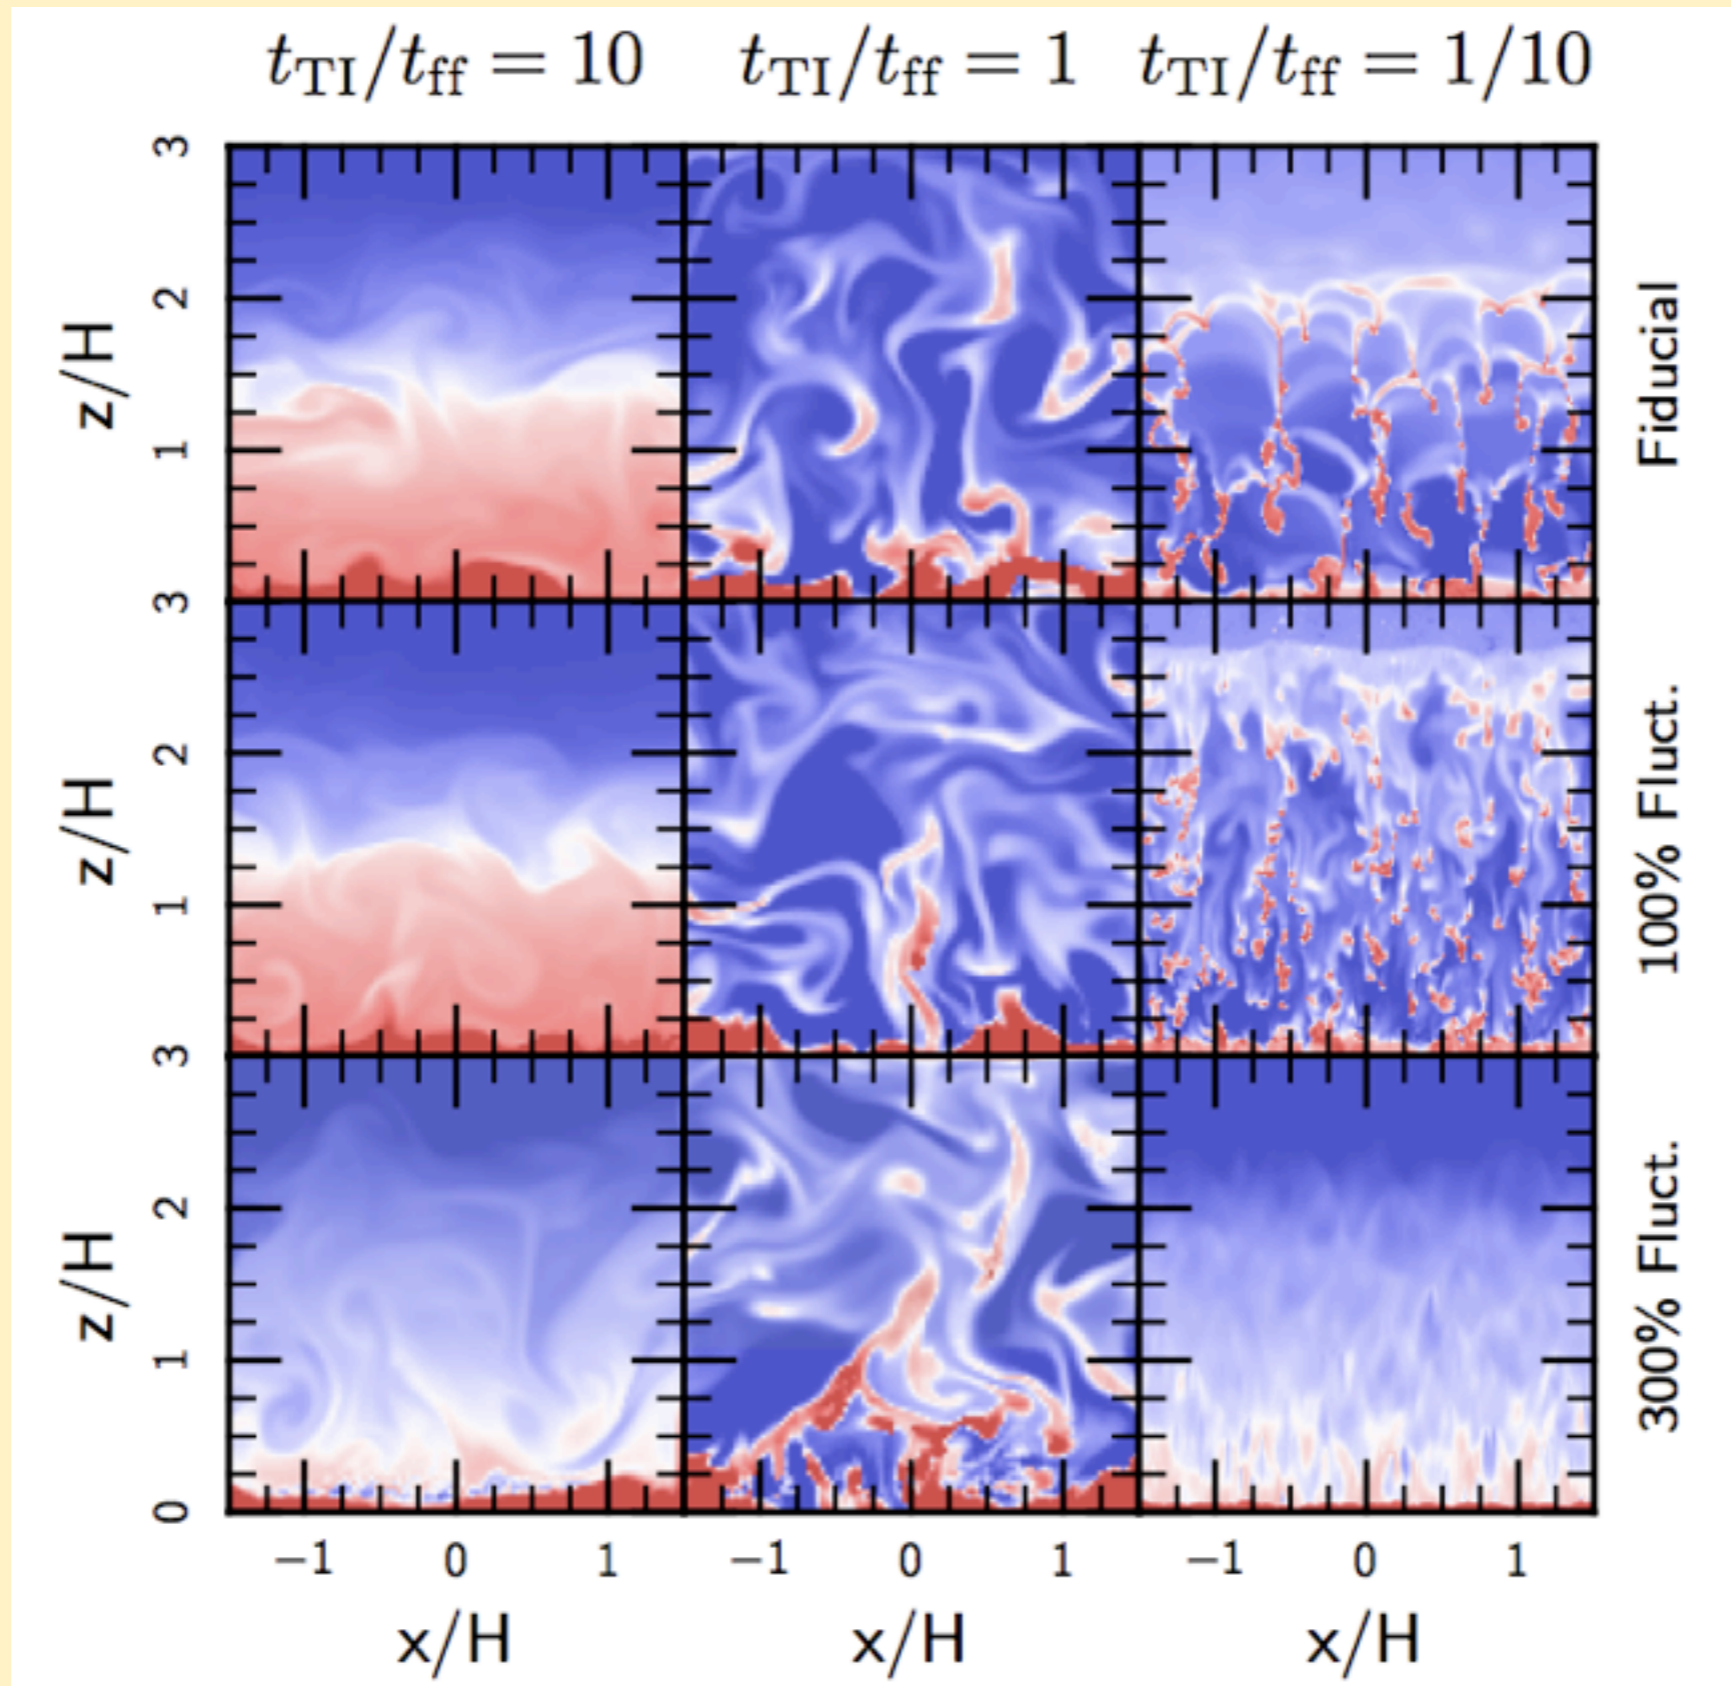 t_TI/t_ff = 10 t_TI/t_ff = 1 t_TI/t_ff = 1/10
3
2
z/H
1
Fiducial
3
2
z/H
1
100% Fluct.
3
2
z/H
1
0
300% Fluct.
−1 0 1 −1 0 1 −1 0 1
x/H x/H x/H